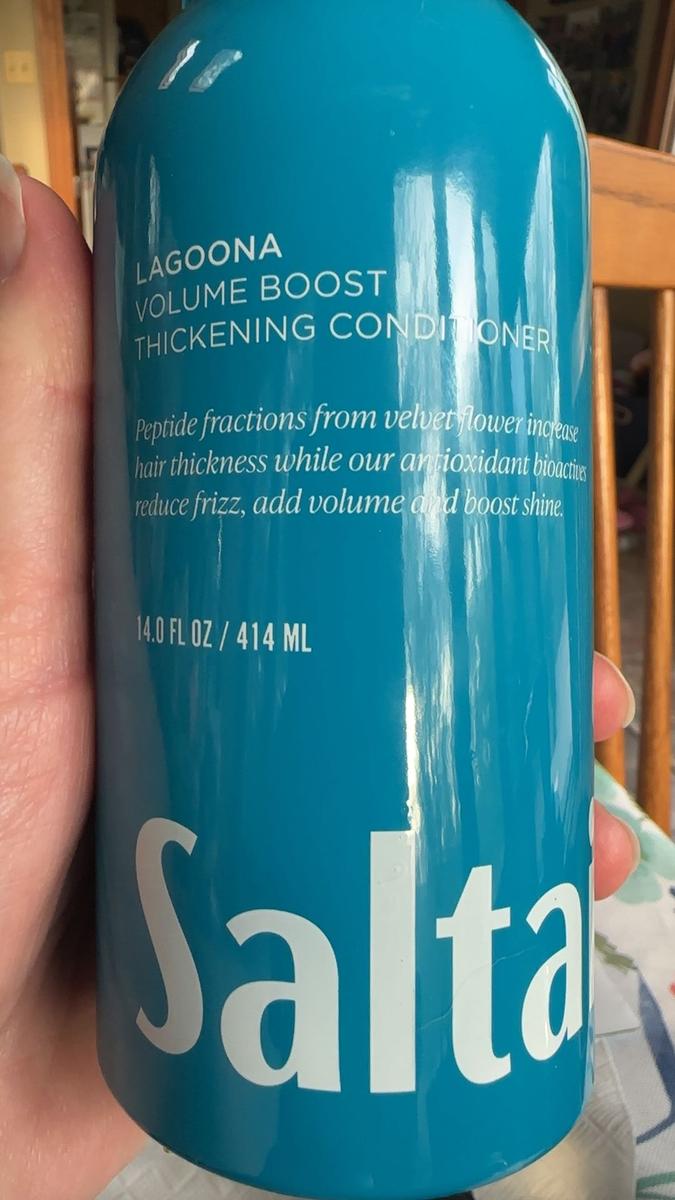 LAGOONA
VOLUME BOOST
THICKENING CONDITIONER
Peptide fractions from velvet flower increase
hair thickness while our antioxidant bioactives
reduce frizz, add volume and boost shine.
14.0 FL OZ / 414 ML
Salta